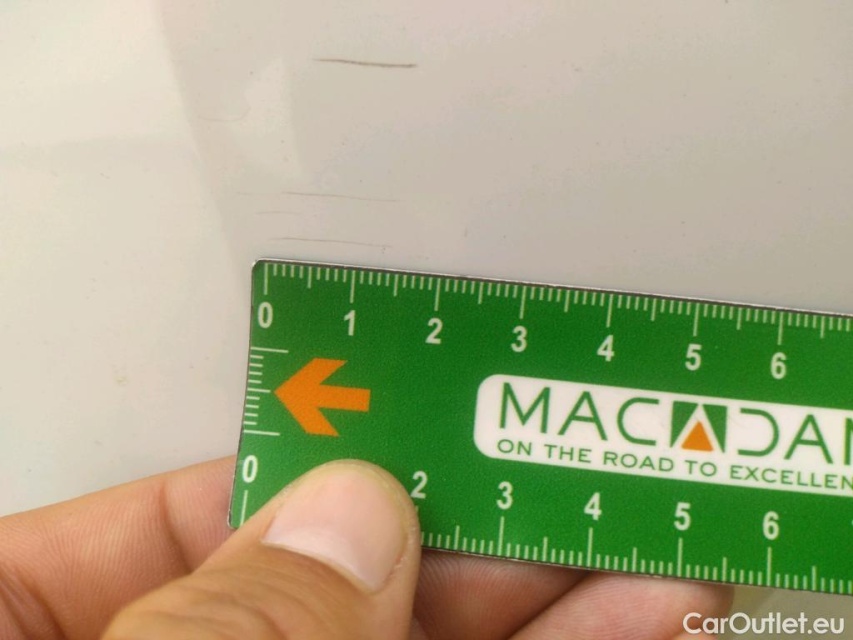 0 1 2 3 4 5 6
MACADAM
ON THE ROAD TO EXCELLEN
0 2 3 4 5 6
CarOutlet.eu